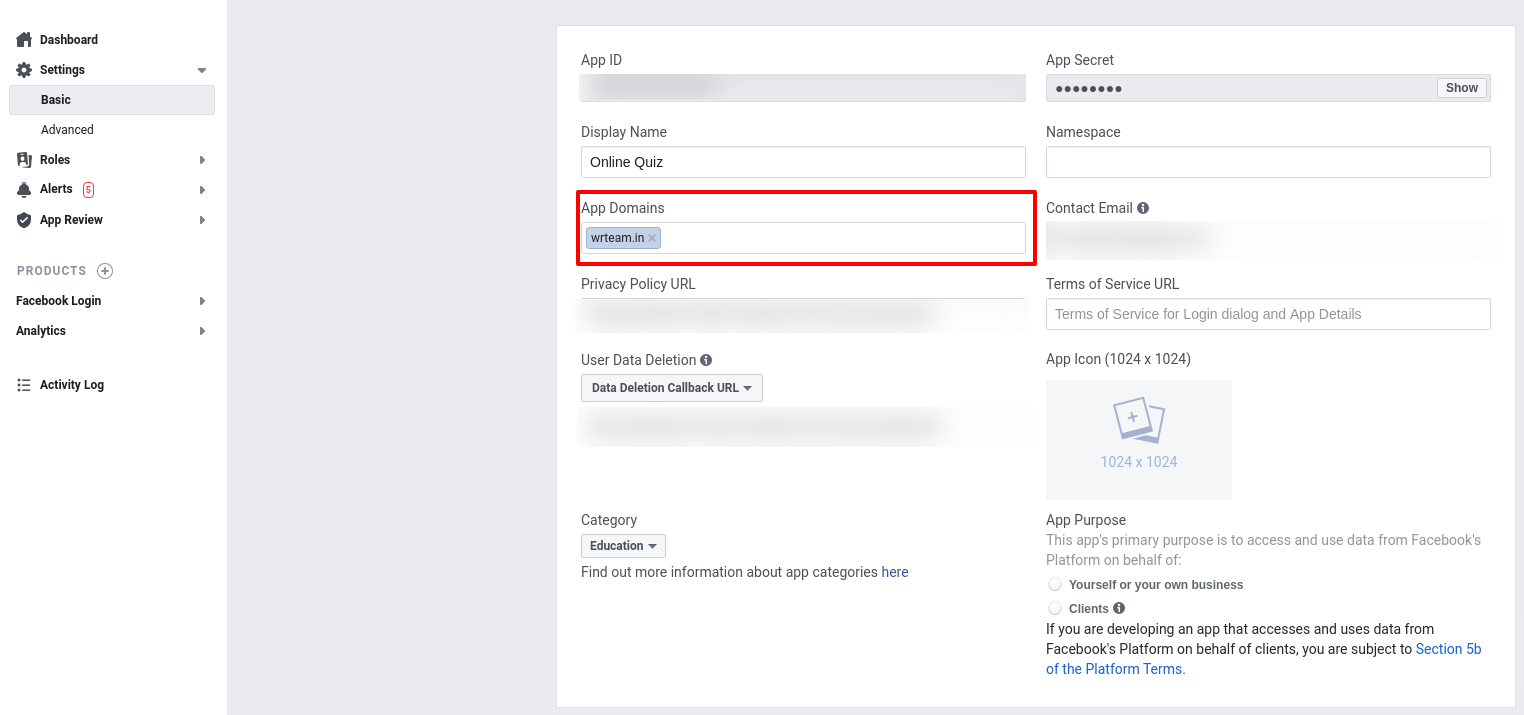 Dashboard
Settings
Basic
Advanced
Roles
Alerts 5
App Review
PRODUCTS
Facebook Login
Analytics
Activity Log
App ID
App Secret
●●●●●●●● Show
Display Name
Online Quiz
Namespace
App Domains
wrteam.in ×
Contact Email
Privacy Policy URL
Terms of Service URL
Terms of Service for Login dialog and App Details
User Data Deletion
Data Deletion Callback URL
App Icon (1024 x 1024)
1024 x 1024
Category
Education
Find out more information about app categories here
App Purpose
This app's primary purpose is to access and use data from Facebook's
Platform on behalf of:
Yourself or your own business
Clients
If you are developing an app that accesses and uses data from
Facebook's Platform on behalf of clients, you are subject to Section 5b
of the Platform Terms.